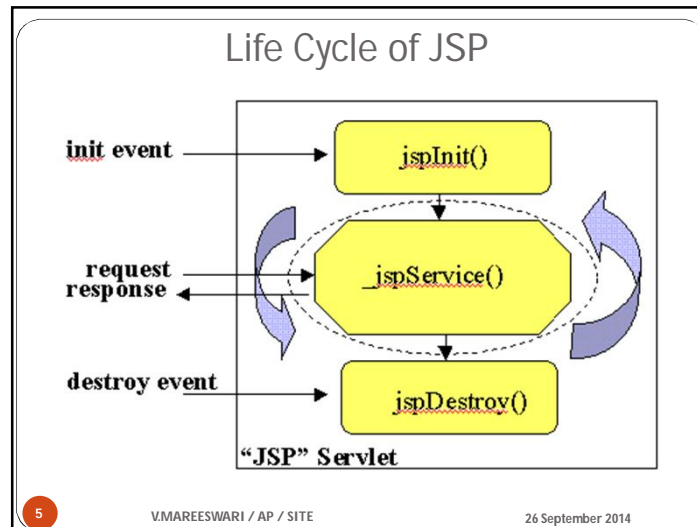 Life Cycle of JSP
init event
jspInit()
request
response
_jspService()
destroy event
jspDestroy()
“JSP” Servlet
5
V.MAREESWARI / AP / SITE
26 September 2014